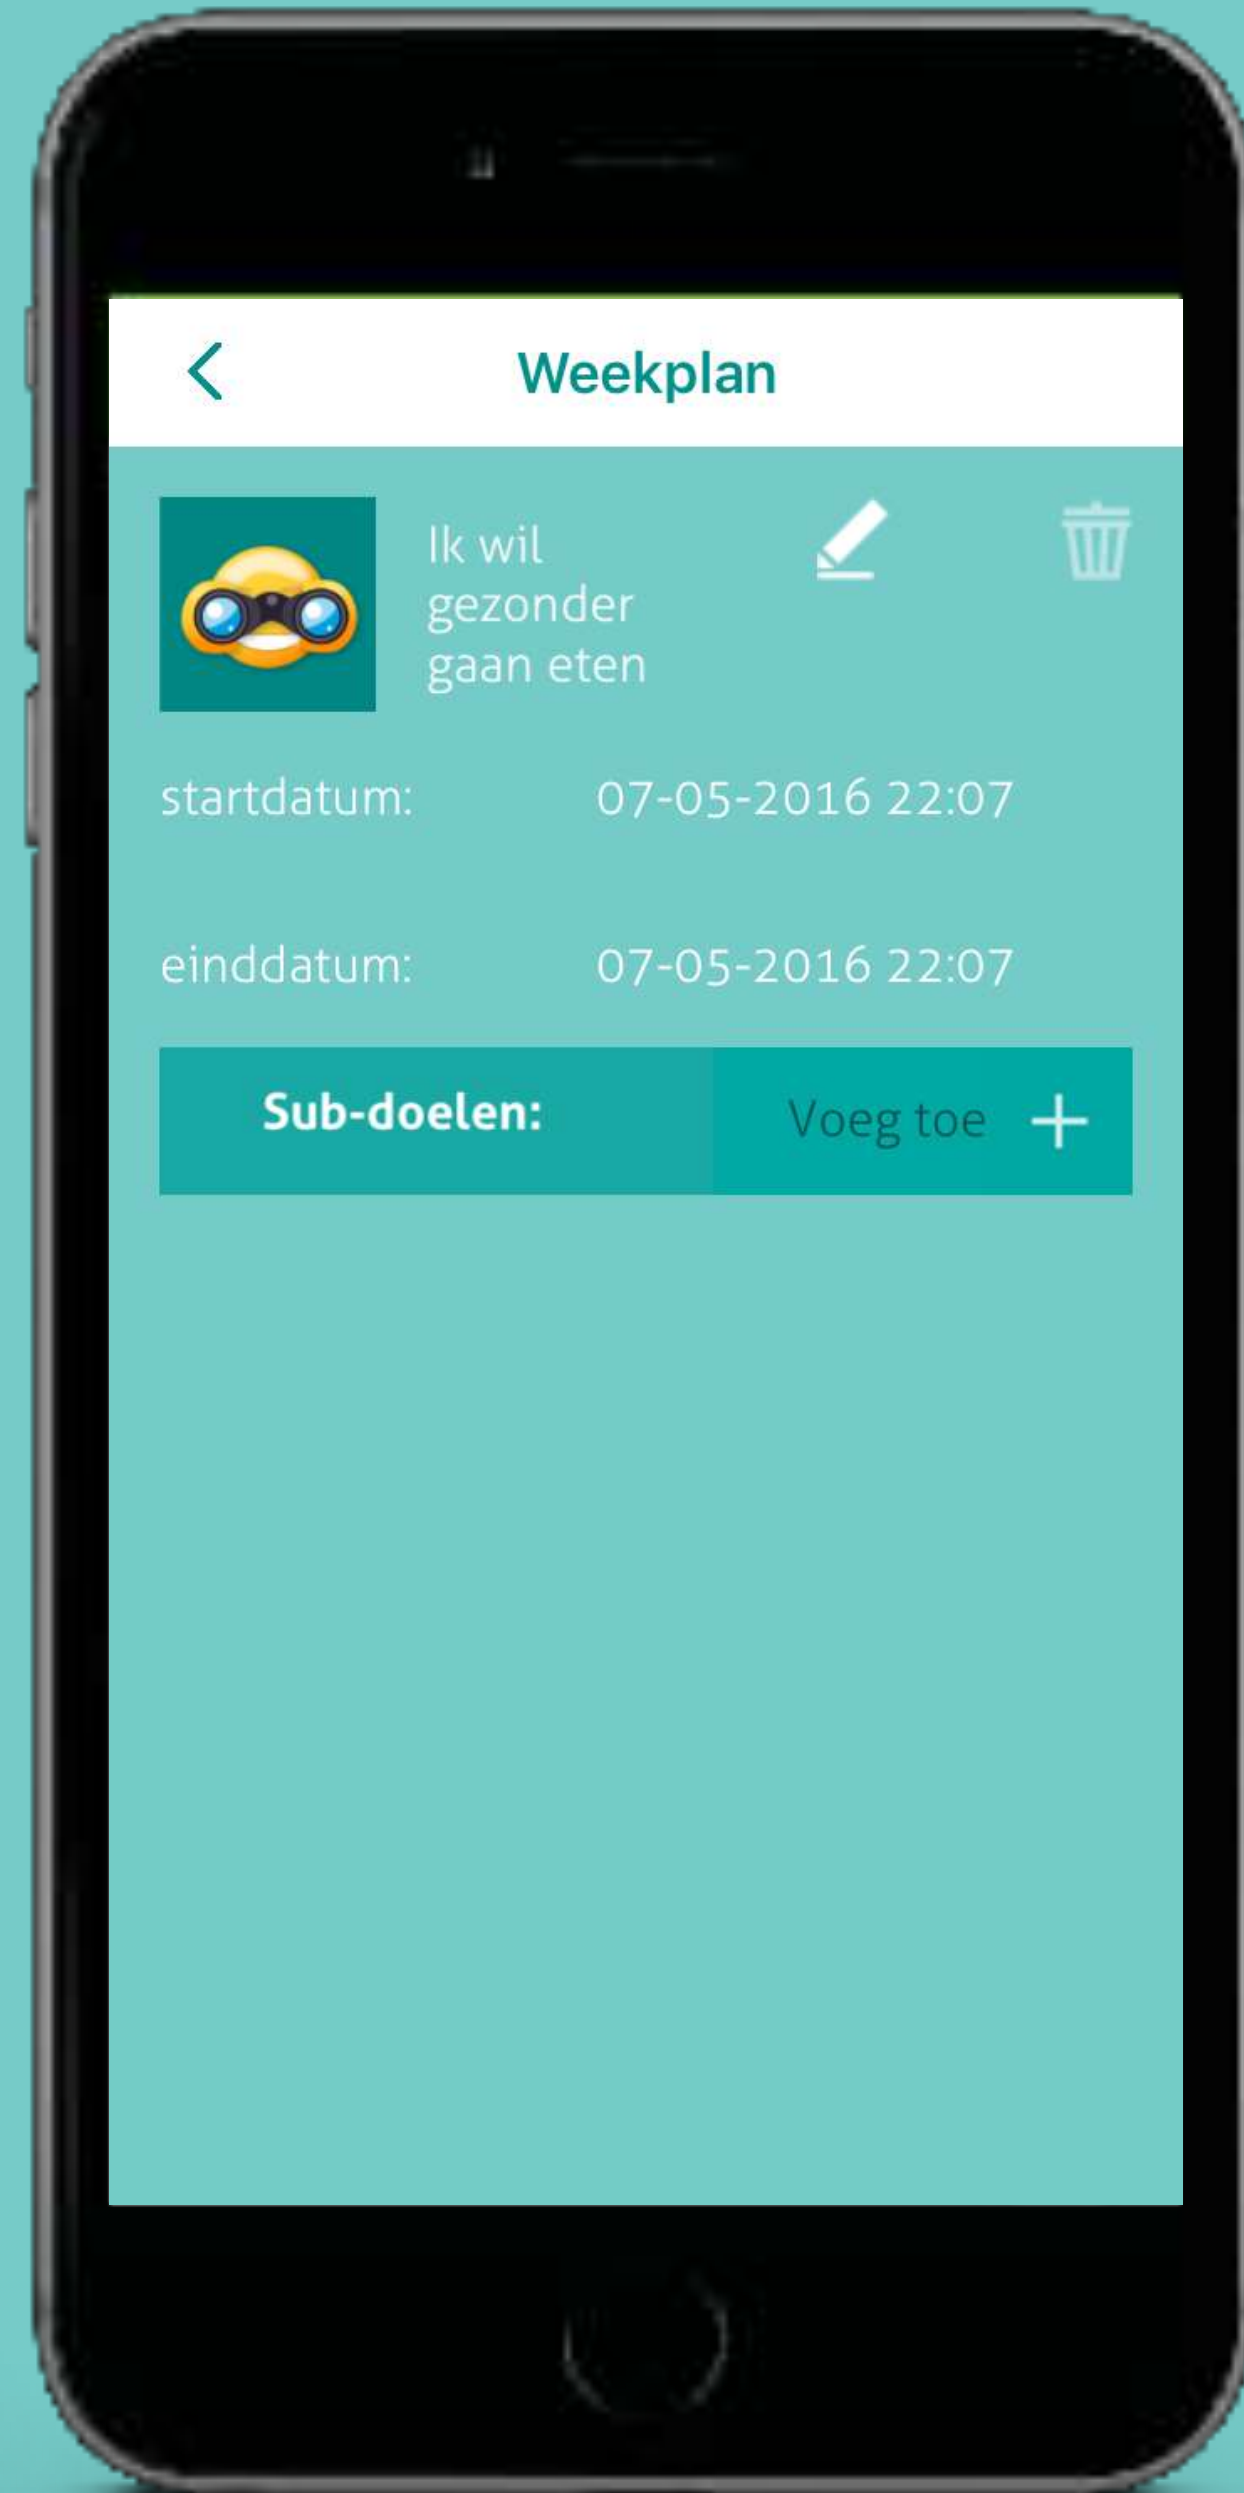 Weekplan
Ik wil
gezonder
gaan eten
startdatum: 07-05-2016 22:07
einddatum: 07-05-2016 22:07
Sub-doelen: Voeg toe +